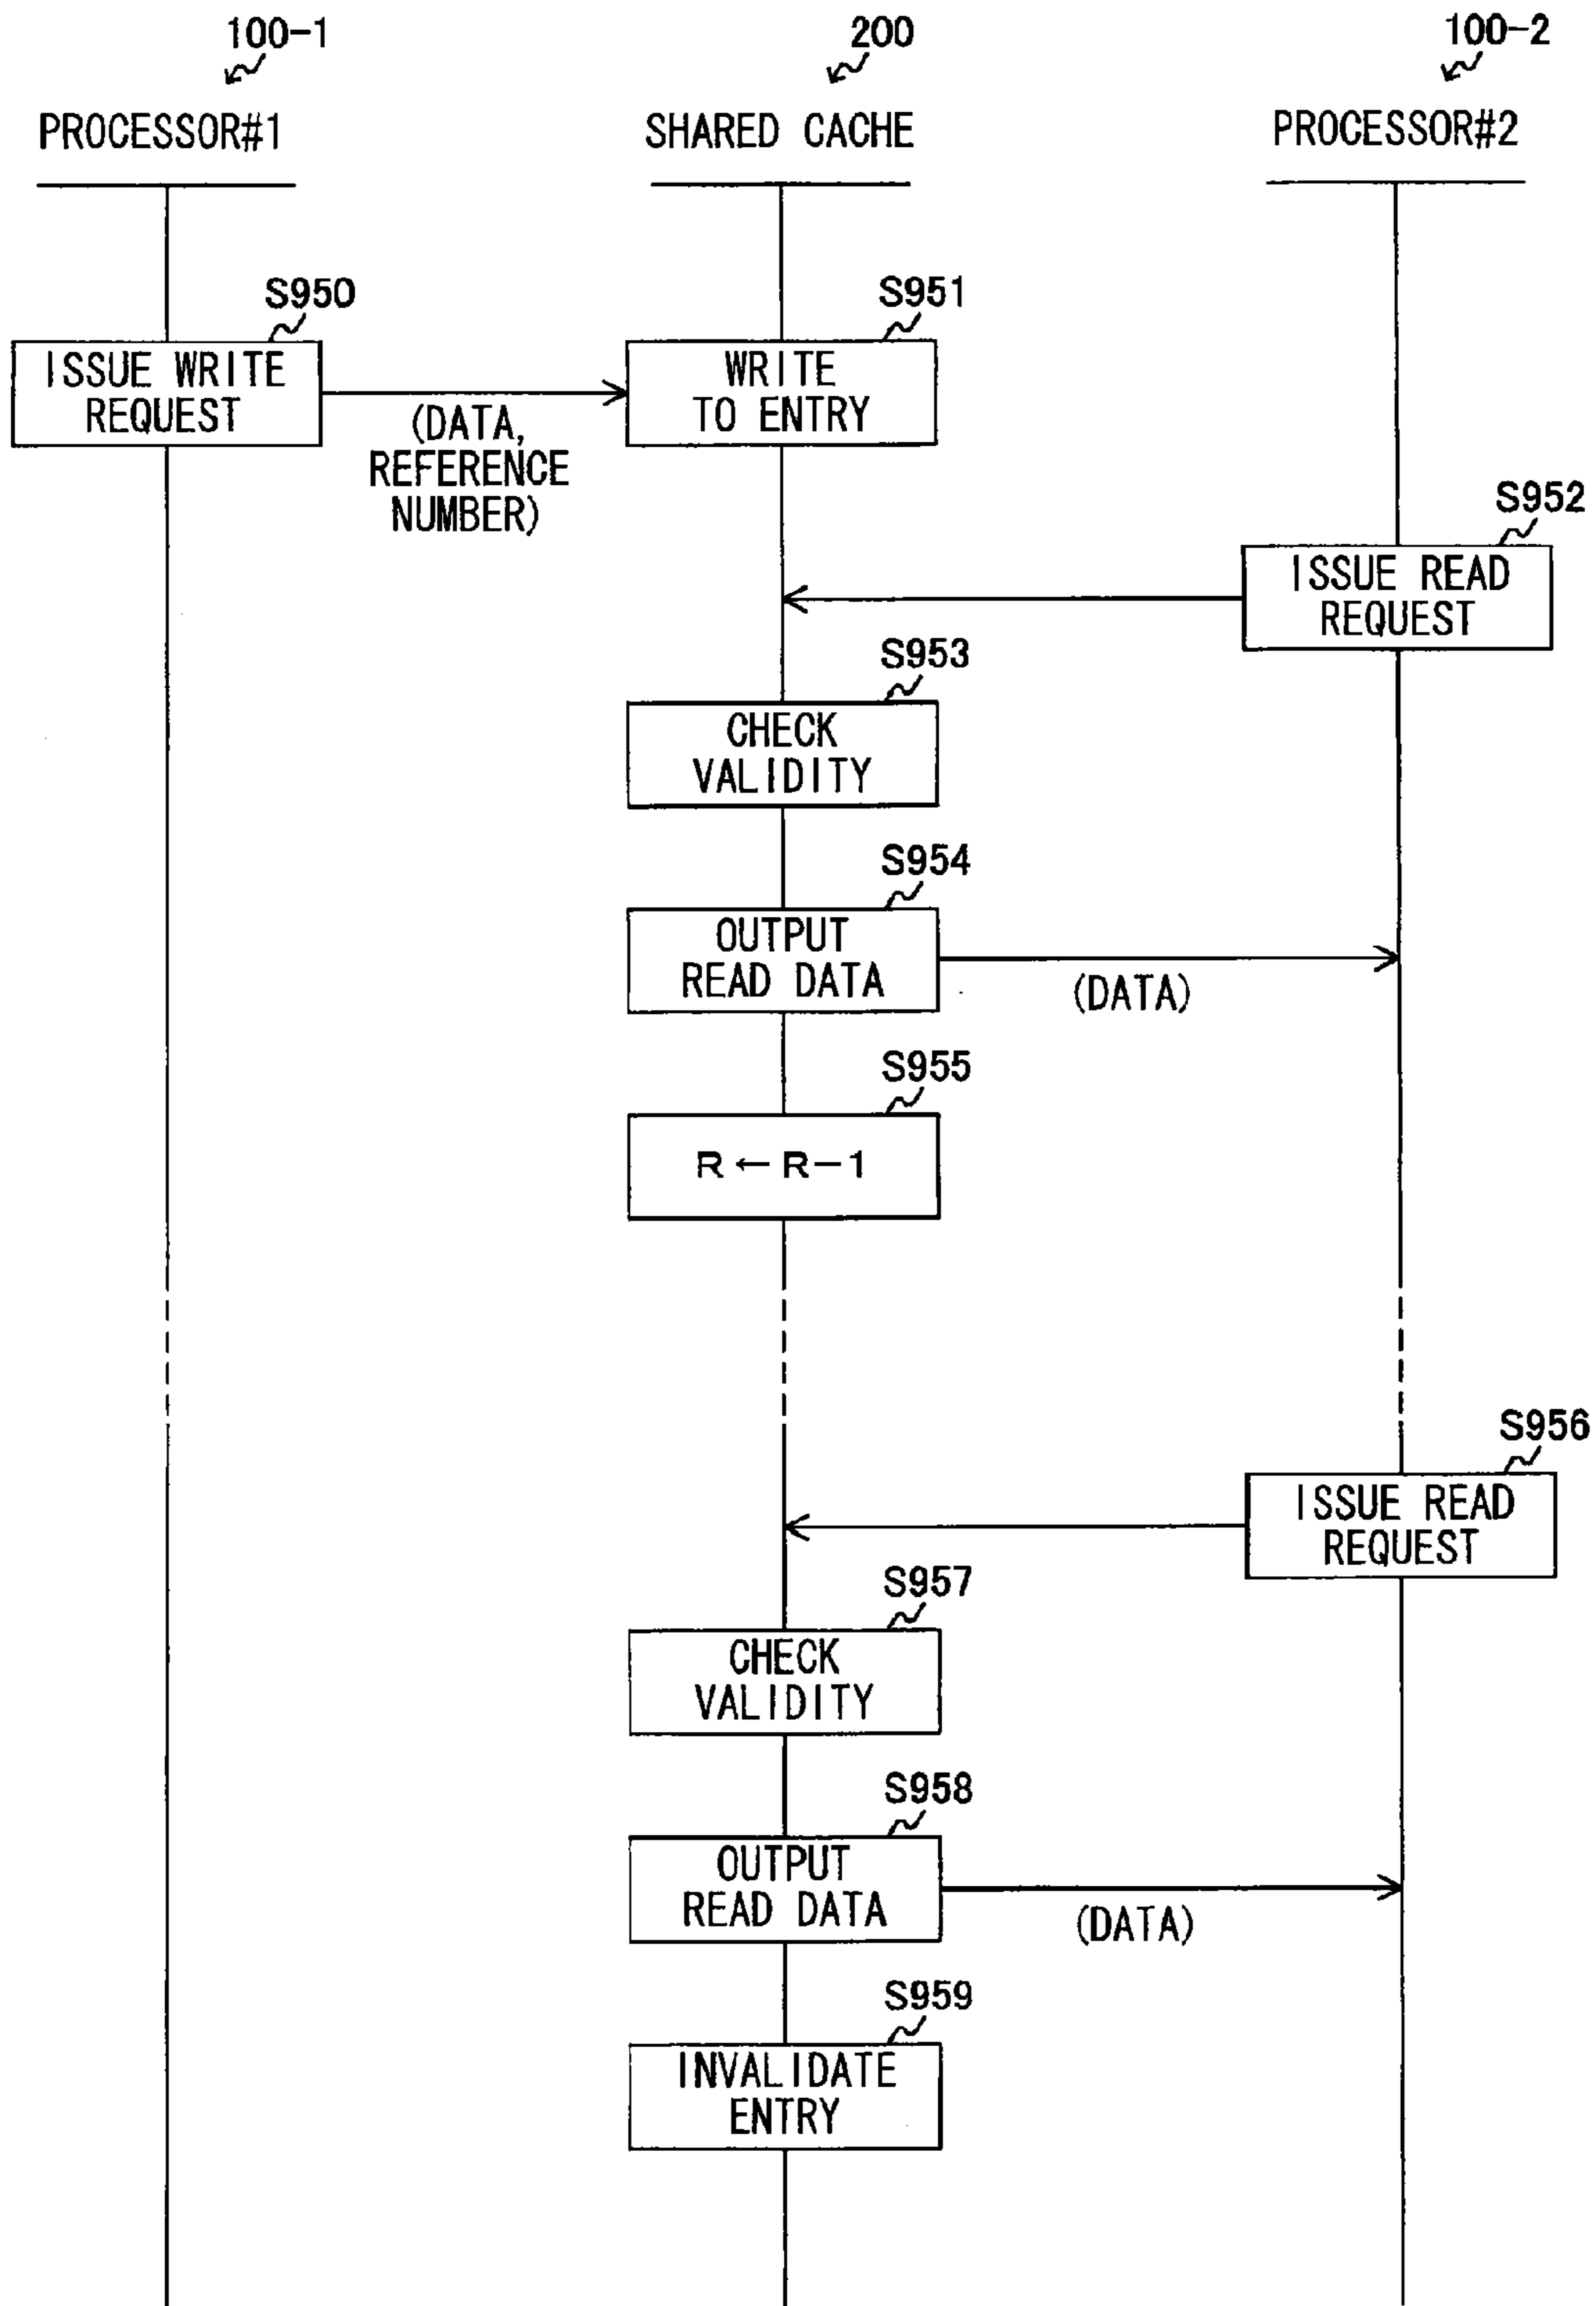 100-1
200
100-2
PROCESSOR#1
SHARED CACHE
PROCESSOR#2
S950
S951
ISSUE WRITE
REQUEST
WRITE
TO ENTRY
(DATA,
REFERENCE
NUMBER)
S952
ISSUE READ
REQUEST
S953
CHECK
VALIDITY
S954
OUTPUT
READ DATA
(DATA)
S955
R ← R-1
S956
ISSUE READ
REQUEST
S957
CHECK
VALIDITY
S958
OUTPUT
READ DATA
(DATA)
S959
INVALIDATE
ENTRY